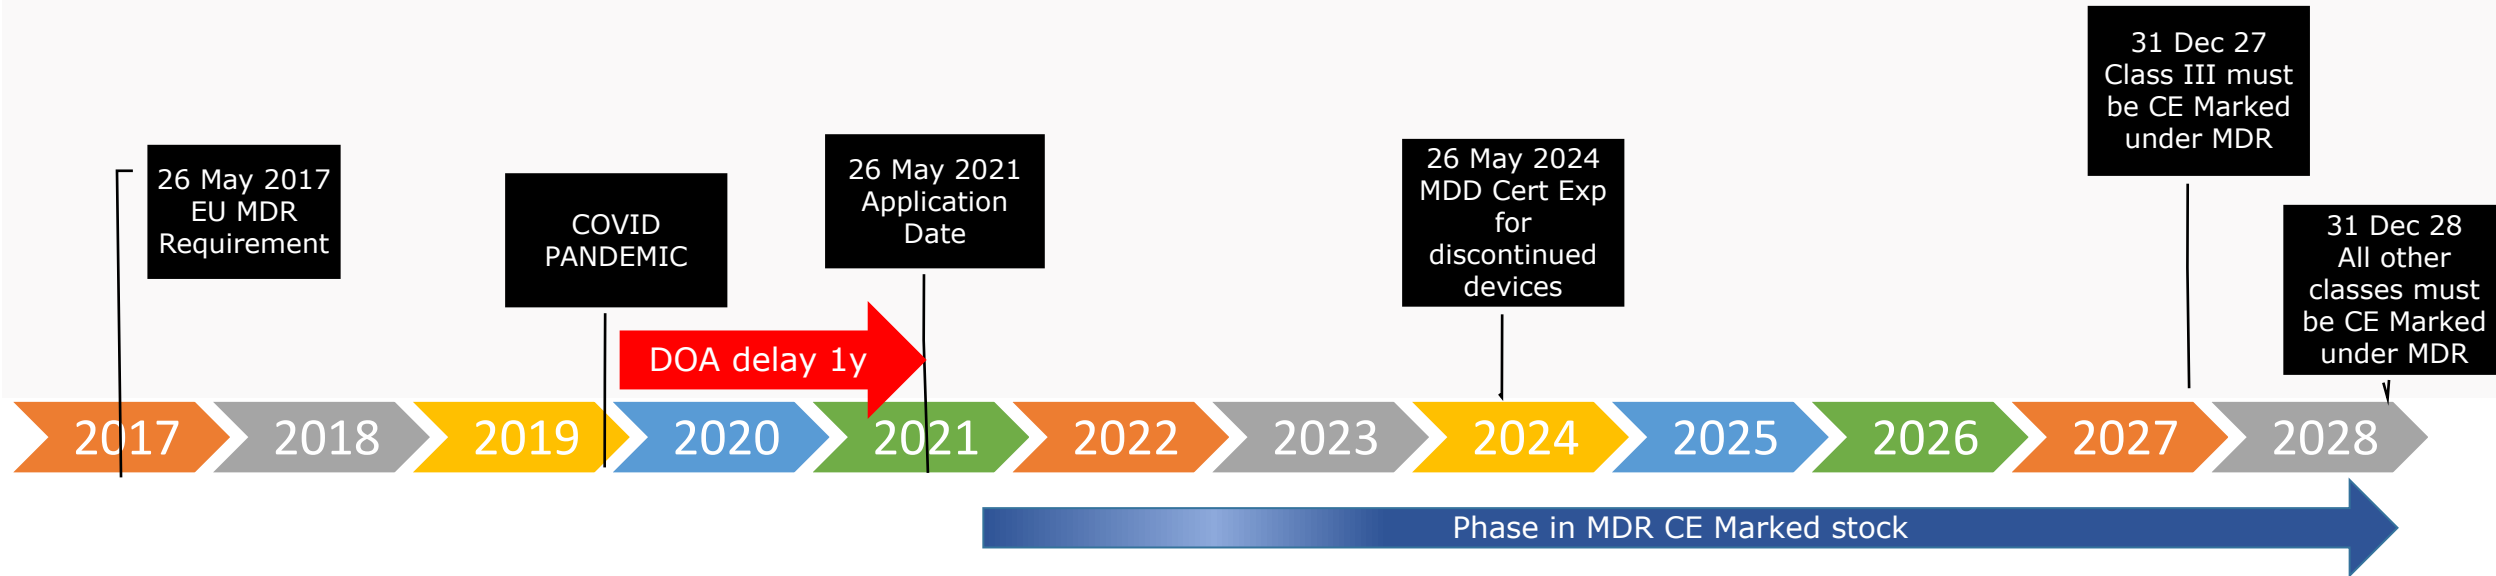 31 Dec 27
Class III must
be CE Marked
under MDR
26 May 2017
EU MDR
Requirement
COVID
PANDEMIC
26 May 2021
Application
Date
26 May 2024
MDD Cert Exp
for
discontinued
devices
31 Dec 28
All other
classes must
be CE Marked
under MDR
DOA delay 1y
2017
2018
2019
2020
2021
2022
2023
2024
2025
2026
2027
2028
Phase in MDR CE Marked stock